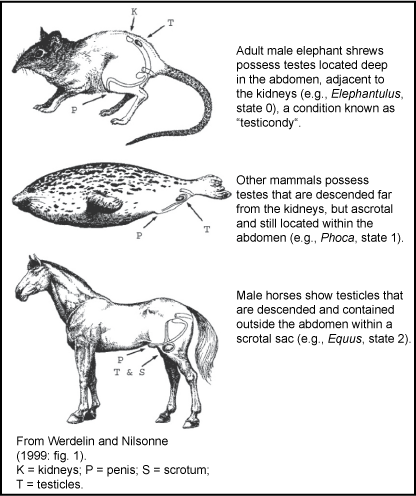 K
T
P
Adult male elephant shrews
possess testes located deep
in the abdomen, adjacent to
the kidneys (e.g., Elephantulus,
state 0), a condition known as
“testicondy“.
P
T
Other mammals possess
testes that are descended far
from the kidneys, but ascrotal
and still located within the
abdomen (e.g., Phoca, state 1).
P
T & S
Male horses show testicles that
are descended and contained
outside the abdomen within a
scrotal sac (e.g., Equus, state 2).
From Werdelin and Nilsonne
(1999: fig. 1).
K = kidneys; P = penis; S = scrotum;
T = testicles.